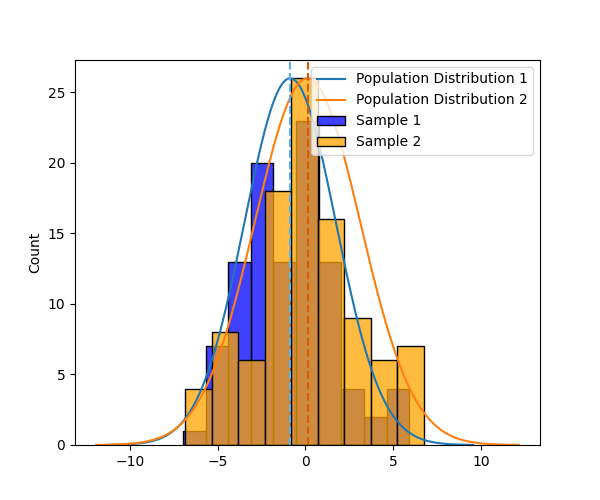 Population Distribution 1
Population Distribution 2
Sample 1
Sample 2
Count
25
20
15
10
5
0
−10
−5
0
5
10